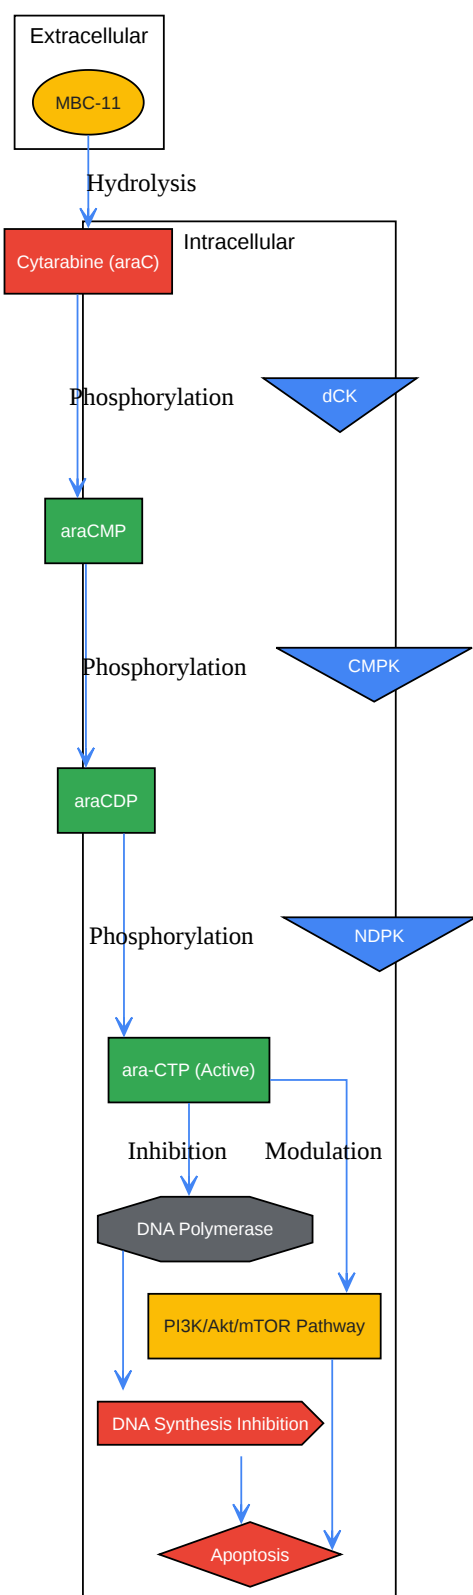 Extracellular
MBC-11
Hydrolysis
Intracellular
Cytarabine (araC)
Phosphorylation
dCK
araCMP
Phosphorylation
CMPK
araCDP
Phosphorylation
NDPK
ara-CTP (Active)
Inhibition
Modulation
DNA Polymerase
PI3K/Akt/mTOR Pathway
DNA Synthesis Inhibition
Apoptosis